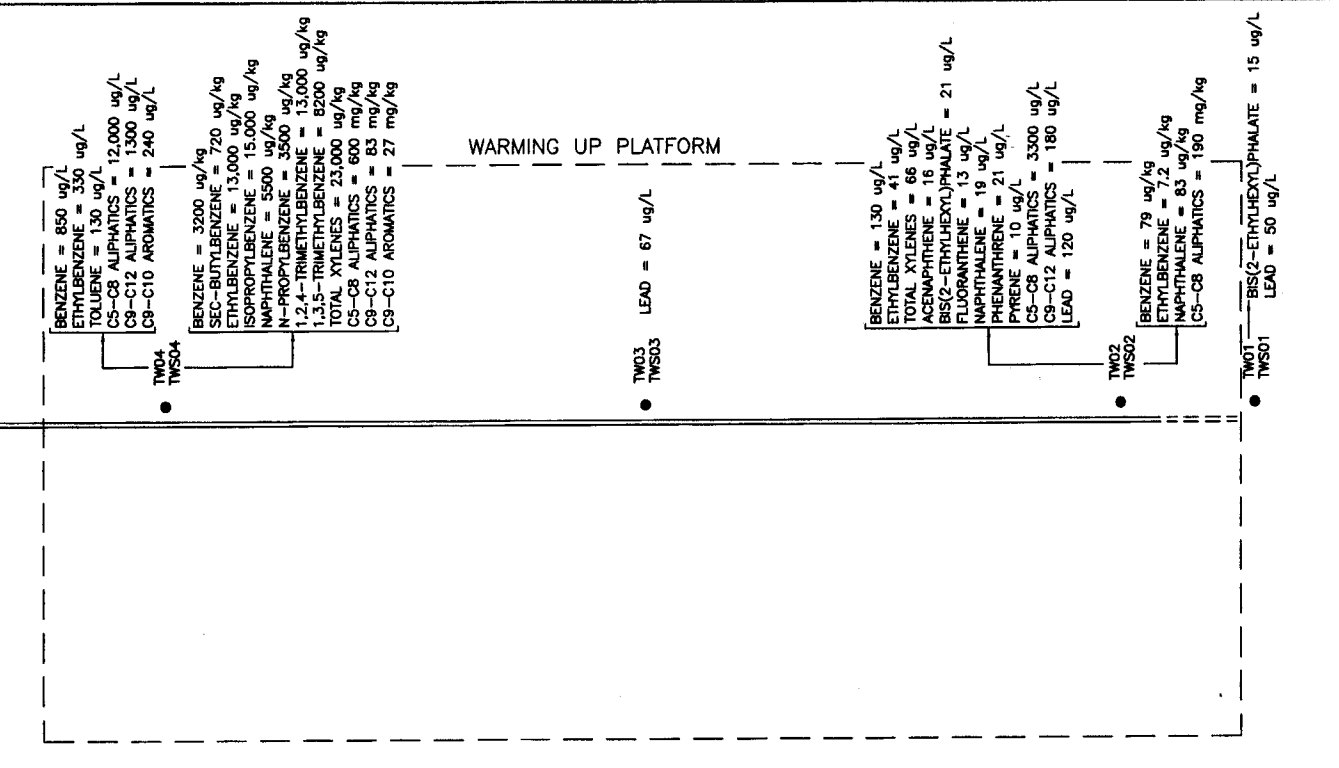 WARMING UP PLATFORM
BENZENE = 850 ug/L
ETHYLBENZENE = 330 ug/L
TOLUENE = 130 ug/L
C5-C8 ALIPHATICS = 12,000 ug/L
C9-C12 ALIPHATICS = 1300 ug/L
C9-C10 AROMATICS = 240 ug/L
TW04
TWS04
BENZENE = 3200 ug/kg
SEC-BUTYLBENZENE = 720 ug/kg
ETHYLBENZENE = 13,000 ug/kg
ISOPROPYLBENZENE = 15.000 ug/kg
NAPHTHALENE = 5500 ug/kg
N-PROPYLBENZENE = 3500 ug/kg
1,2,4-TRIMETHYLBENZENE = 13,000 ug/kg
1,3,5-TRIMETHYLBENZENE = 8200 ug/kg
TOTAL XYLENES = 23,000 ug/kg
C5-C8 ALIPHATICS = 600 mg/kg
C9-C12 ALIPHATICS = 83 mg/kg
C9-C10 AROMATICS = 27 mg/kg
TW03
TWS03
LEAD = 67 ug/L
BENZENE = 130 ug/L
ETHYLBENZENE = 41 ug/L
TOTAL XYLENES = 66 ug/L
ACENAPHTHENE = 16 ug/L
BIS(2-ETHYLHEXYL)PHALATE = 21 ug/L
FLUORANTHENE = 13 ug/L
NAPHTHALENE = 19 ug/L
PHENANTHIRENE = 21 ug/L
PYRENE = 10 ug/L
C5-C8 ALIPHATICS = 3300 ug/L
C9-C12 ALIPHATICS = 180 ug/L
LEAD = 120 ug/L
TW02
TWS02
BENZENE = 79 ug/kg
ETHYLBENZENE = 7.2 ug/kg
NAPHTHALENE = 83 ug/kg
C5-C8 ALIPHATICS = 190 mg/kg
TW01
TWS01
BIS(2-ETHYLHEXYL)PHALATE = 15 ug/L
LEAD = 50 ug/L